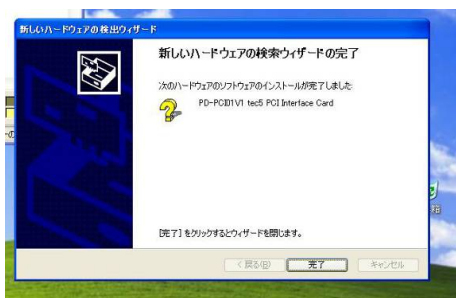 新しいハードウェアの検出ウィザード
新しいハードウェアの検索ウィザードの完了
次のハードウェアのソフトウェアのインストールが完了しました:
PD-PCI01V1 tec5 PCI Interface Card
[完了] をクリックするとウィザードを閉じます。
< 戻る(B)
完了
キャンセル
箱